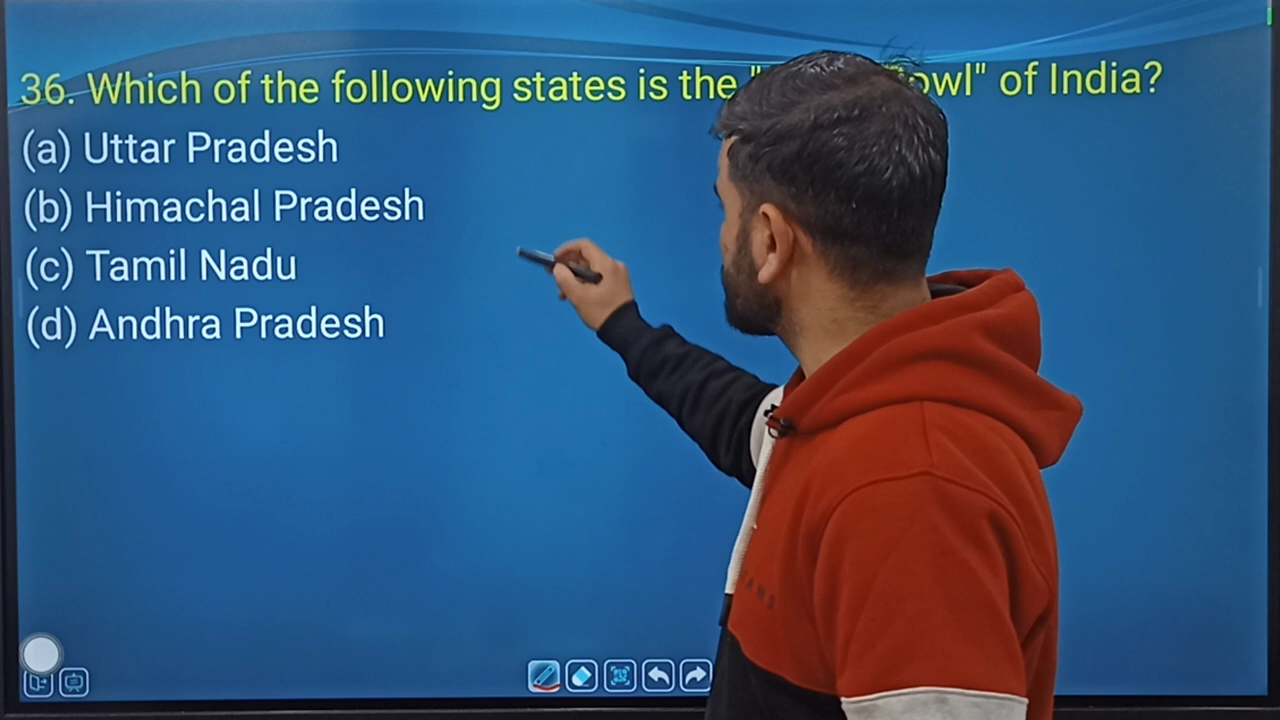 36. Which of the following states is the " owl" of India?
(a) Uttar Pradesh
(b) Himachal Pradesh
(c) Tamil Nadu
(d) Andhra Pradesh